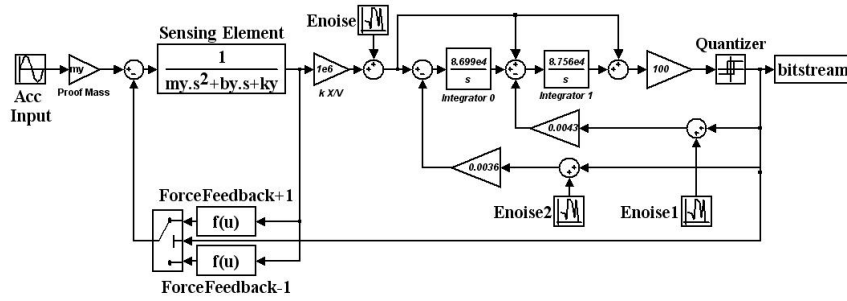 Sensing Element
Enoise
Quantizer
my
1
my.s²+by.s+ky
1e6
8.699e4
s
8.756e4
s
100
bitstream
Acc
Input
Proof Mass
k X/V
Integrator 0
Integrator 1
0.0043
0.0036
ForceFeedback+1
Enoise2
Enoise1
f(u)
f(u)
ForceFeedback-1